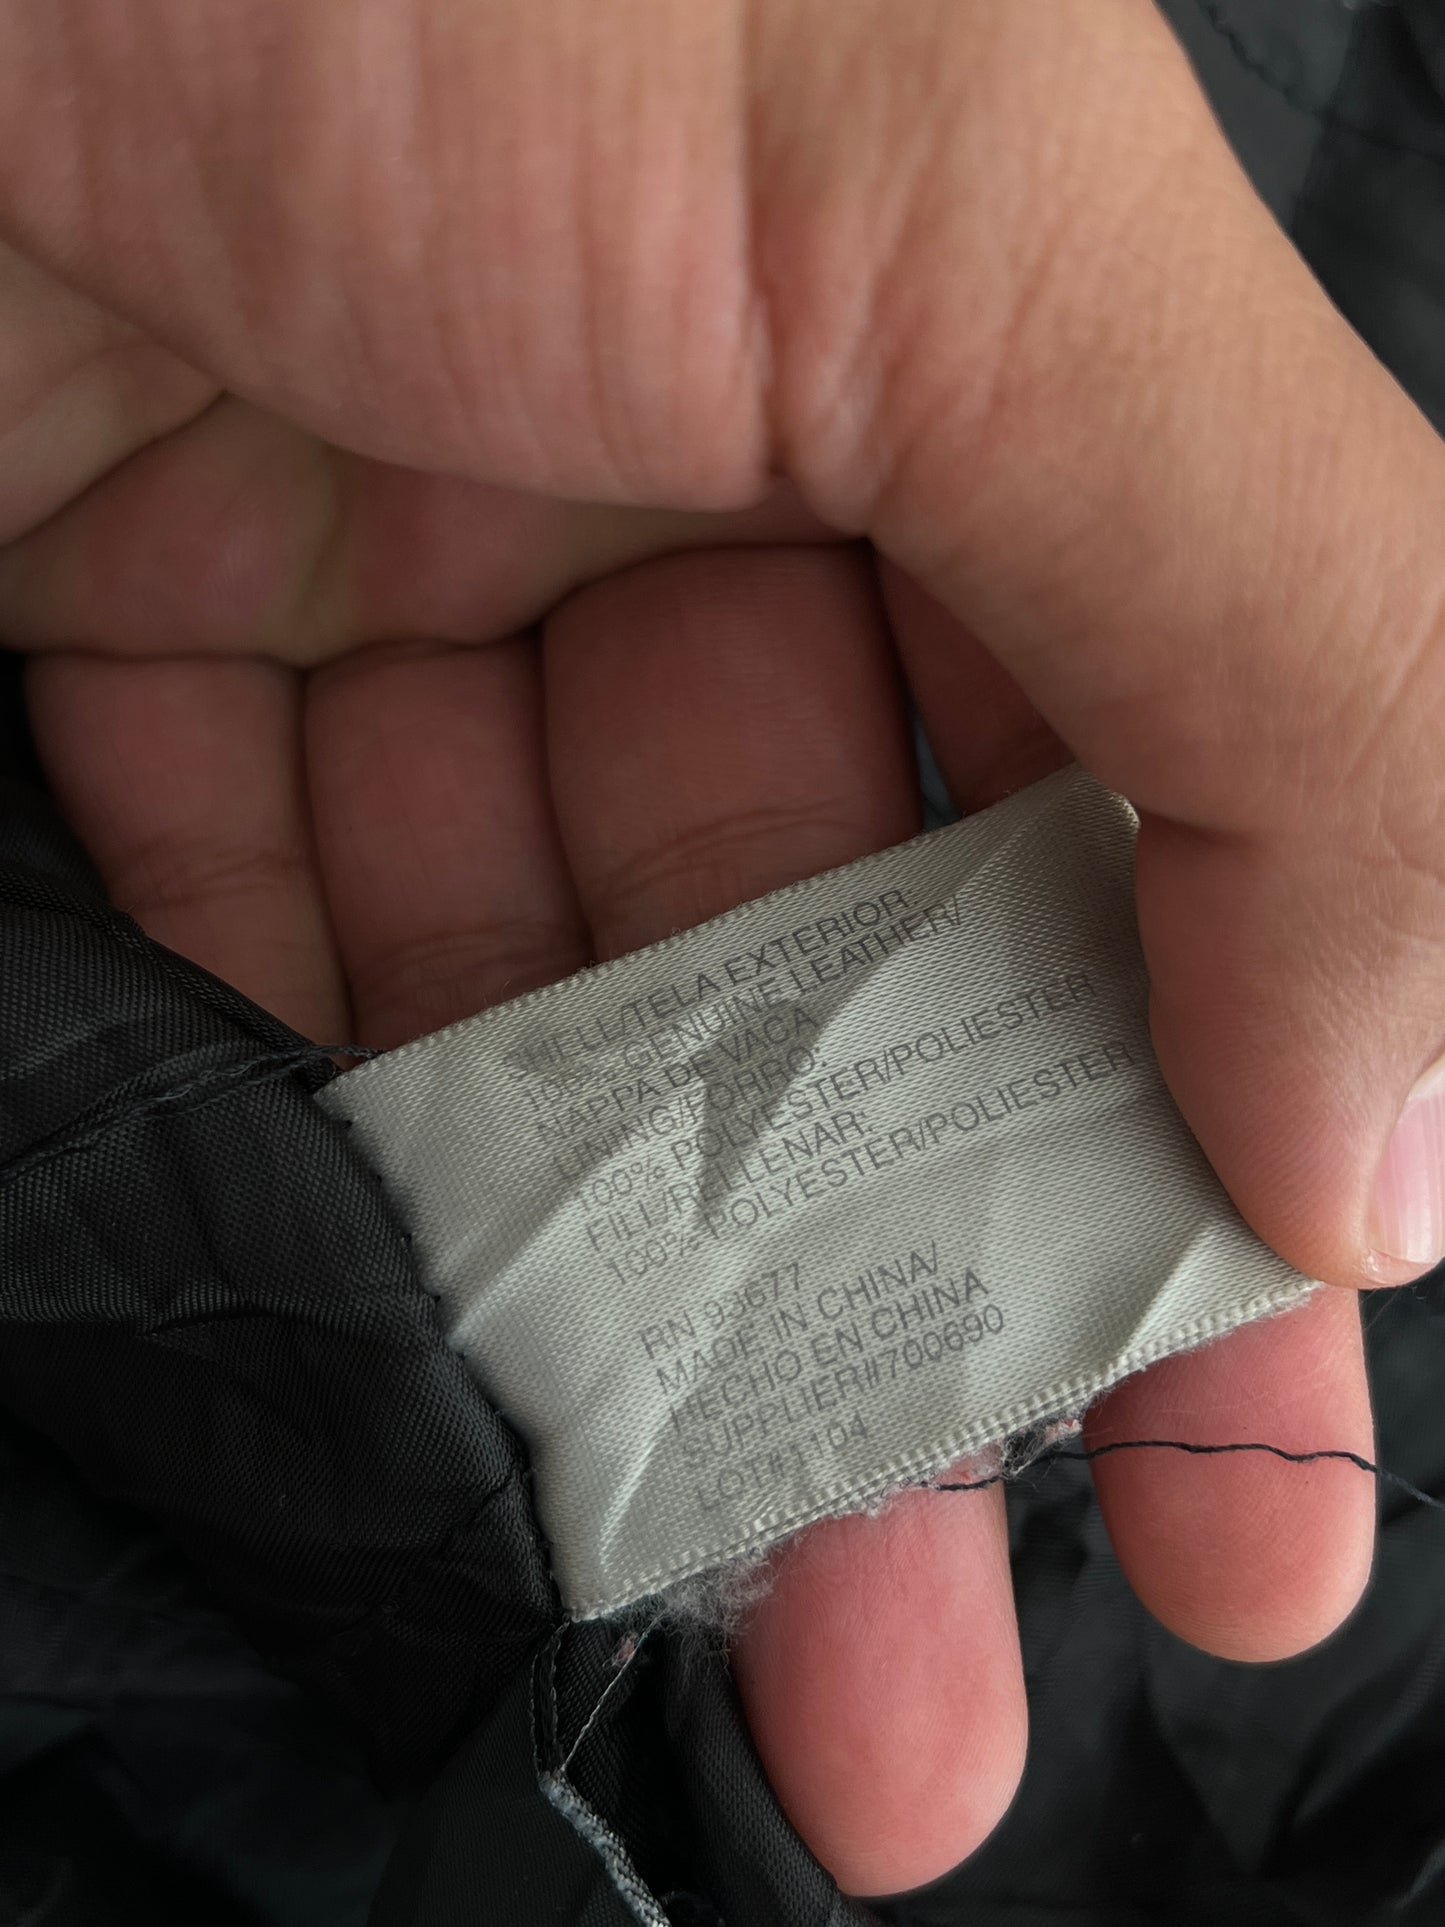 SHELL/TELA EXTERIOR
100% GENUINE LEATHER/
NAPPA DE VACA
LINING/FORRO:
100% POLYESTER/POLIESTER
FILL/RELLENAR:
100% POLYESTER/POLIESTER
RN 93677
MADE IN CHINA/
HECHO EN CHINA
SUPPLIER#700690
LOT#1104